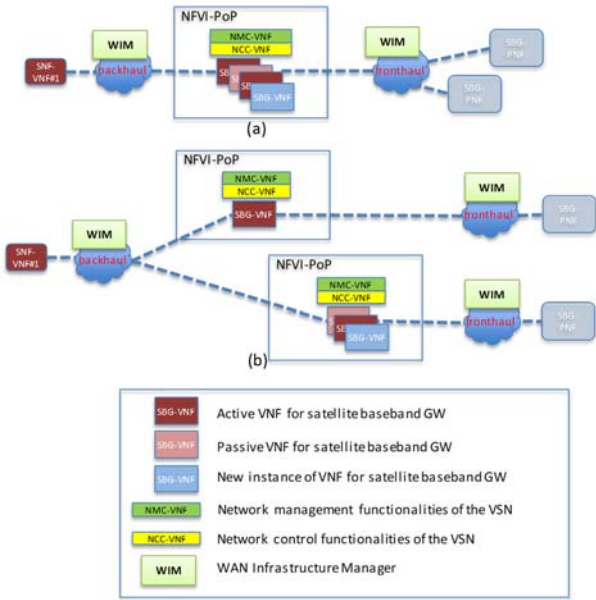 NFVI-PoP
NMC-VNF
NCC-VNF
WIM
WIM
SNF-
VNF#1
backhaul
SBG-VNF
fronthaul
SBG-
PNF
SBG-
PNF
(a)
NFVI-PoP
NMC-VNF
NCC-VNF
SBG-VNF
WIM
fronthaul
SBG-
PNF
SNF-
VNF#1
WIM
backhaul
NFVI-PoP
NMC-VNF
NCC-VNF
SBG-VNF
WIM
fronthaul
SBG-
PNF
(b)
SBG-VNF Active VNF for satellite baseband GW
SBG-VNF Passive VNF for satellite baseband GW
SBG-VNF New instance of VNF for satellite baseband GW
NMC-VNF Network management functionalities of the VSN
NCC-VNF Network control functionalities of the VSN
WIM WAN Infrastructure Manager